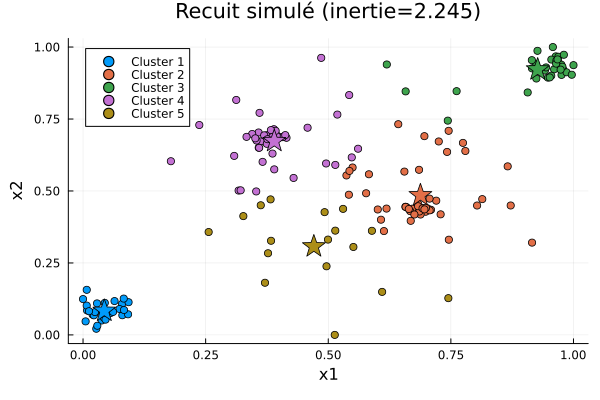 Recuit simulé (inertie=2.245)
Cluster 1
Cluster 2
Cluster 3
Cluster 4
Cluster 5
1.00
0.75
0.50
0.25
0.00
x2
0.00 0.25 0.50 0.75 1.00
x1